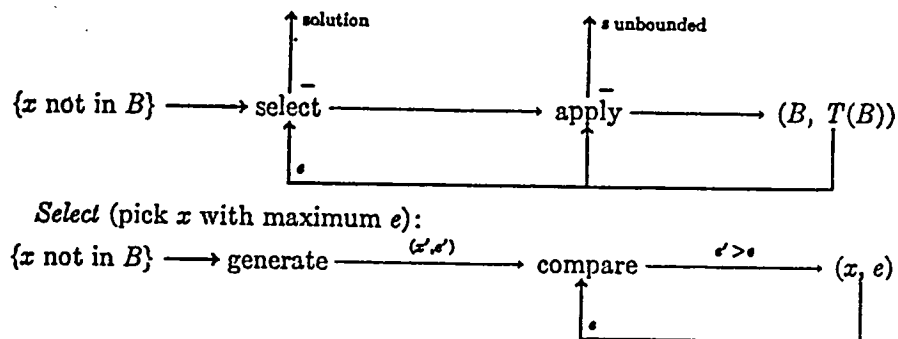 solution s unbounded
{x not in B} select apply (B, T(B))
e
Select (pick x with maximum e):
{x not in B} generate (x',e') compare e'>e (x, e)
e